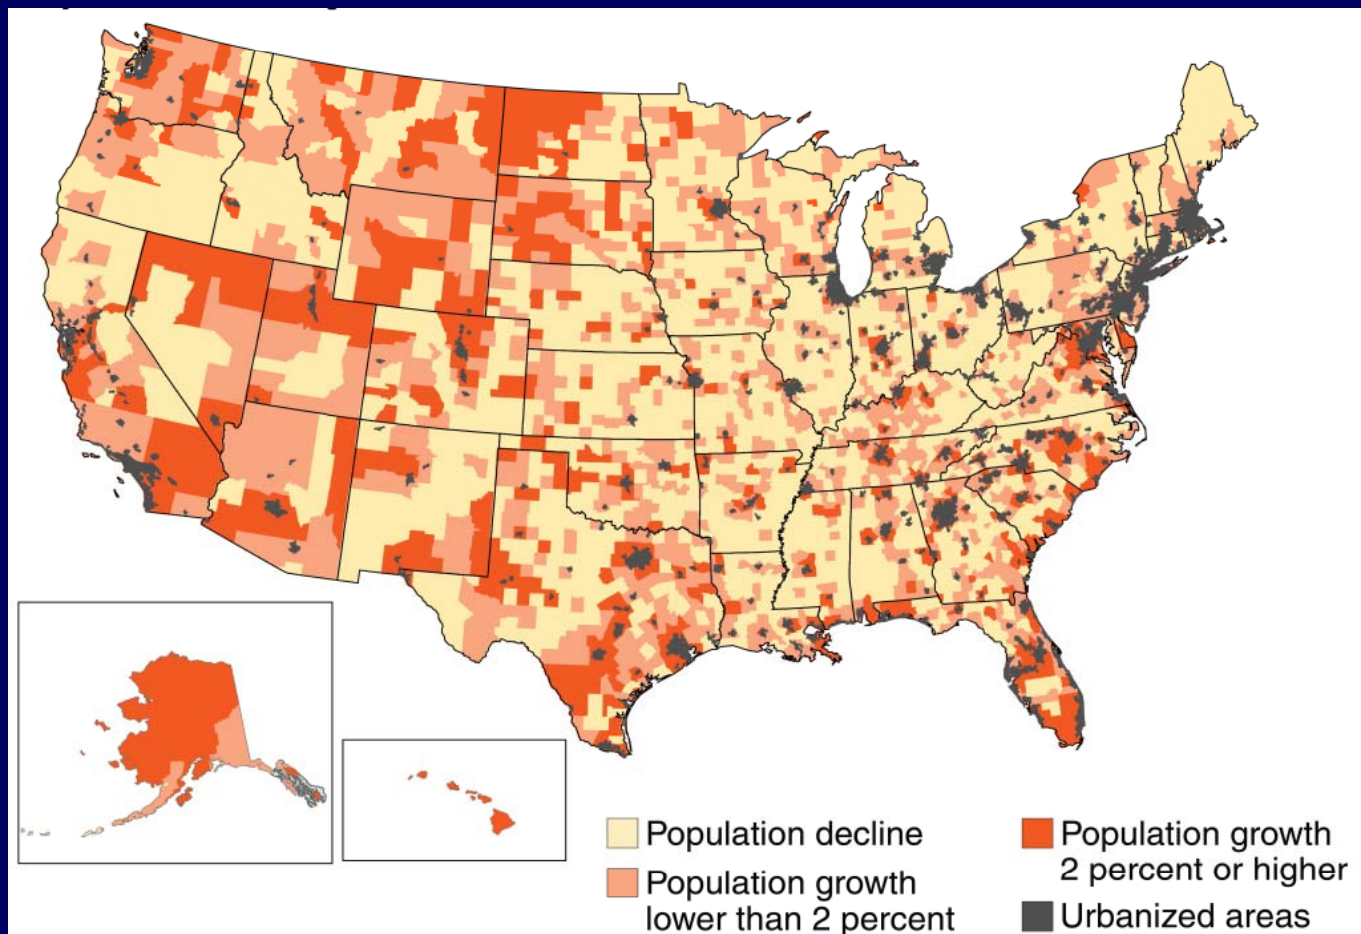 Population decline
Population growth
lower than 2 percent
Population growth
2 percent or higher
Urbanized areas